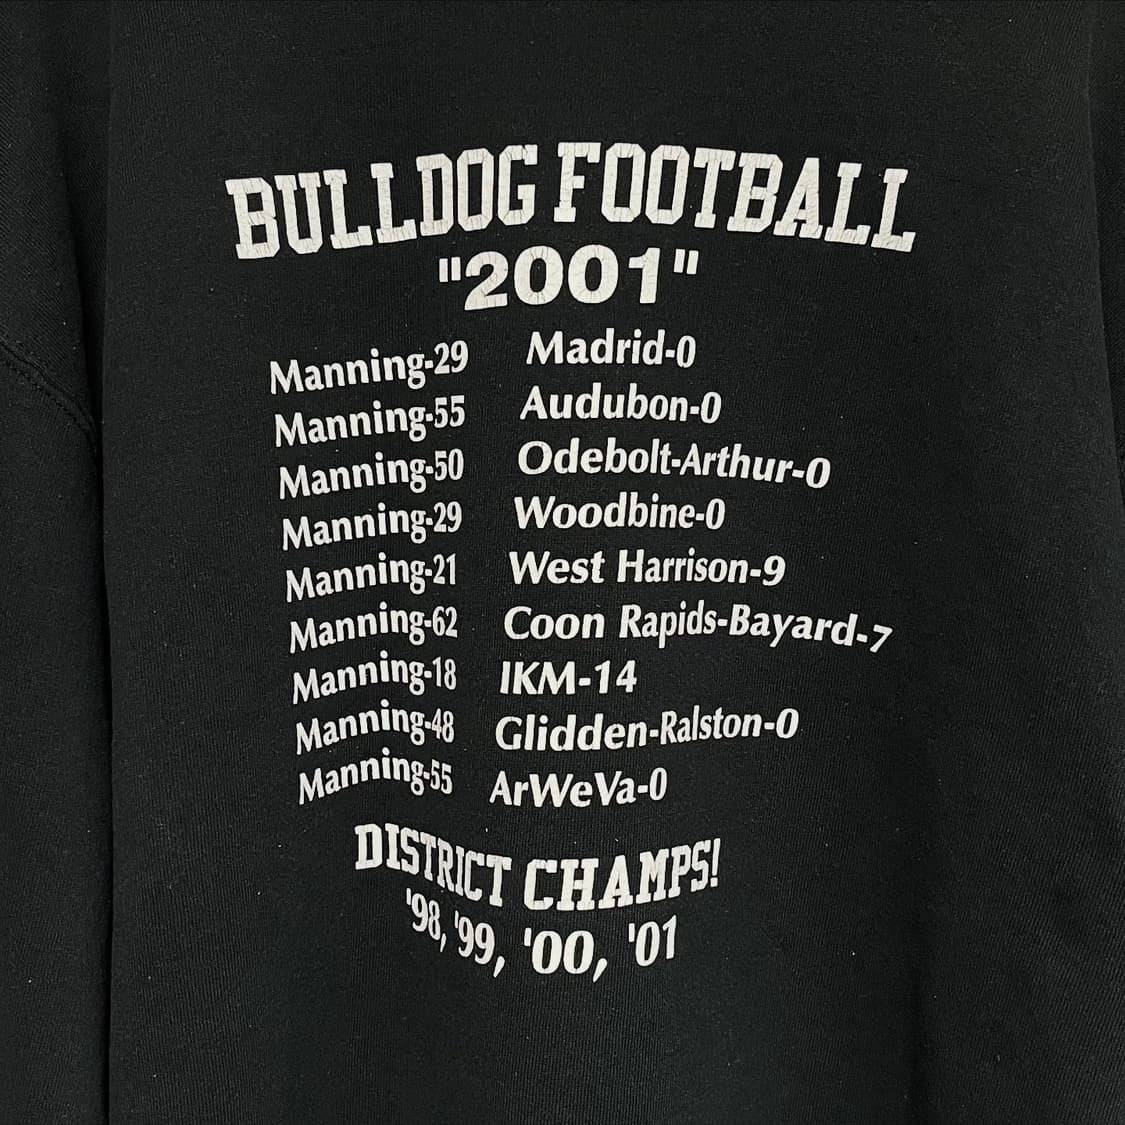 BULLDOG FOOTBALL
"2001"
Manning-29 Madrid-0
Manning-55 Audubon-0
Manning-50 Odebolt-Arthur-0
Manning-29 Woodbine-0
Manning-21 West Harrison-9
Manning-62 Coon Rapids-Bayard-7
Manning-18 IKM-14
Manning-48 Glidden-Ralston-0
Manning-55 ArWeVa-0
DISTRICT CHAMPS!
'98, '99, '00, '01